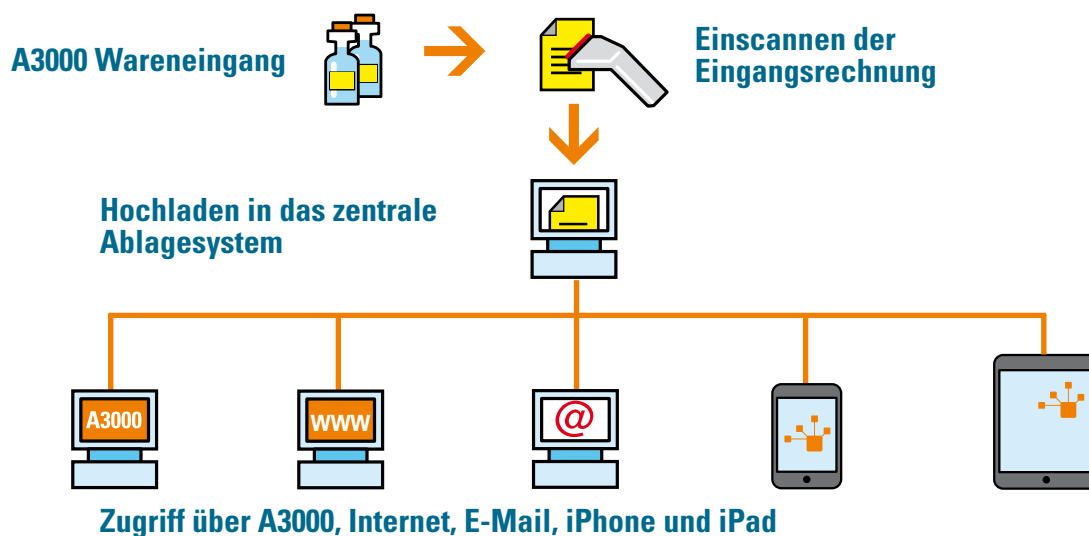 A3000 Wareneingang
Einscannen der
Eingangsrechnung
Hochladen in das zentrale
Ablagesystem
A3000
WWW
@
Zugriff über A3000, Internet, E-Mail, iPhone und iPad